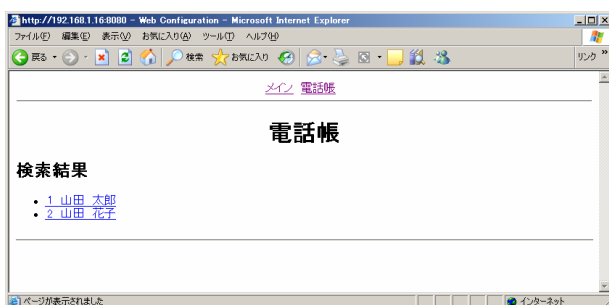 http://192.168.1.16:8080 - Web Configuration - Microsoft Internet Explorer
ファイル(F) 編集(E) 表示(V) お気に入り(A) ツール(T) ヘルプ(H)
戻る 検索 お気に入り リンク »
メイン 電話帳
電話帳
検索結果
• 1 山田 太郎
• 2 山田 花子
ページが表示されました インターネット